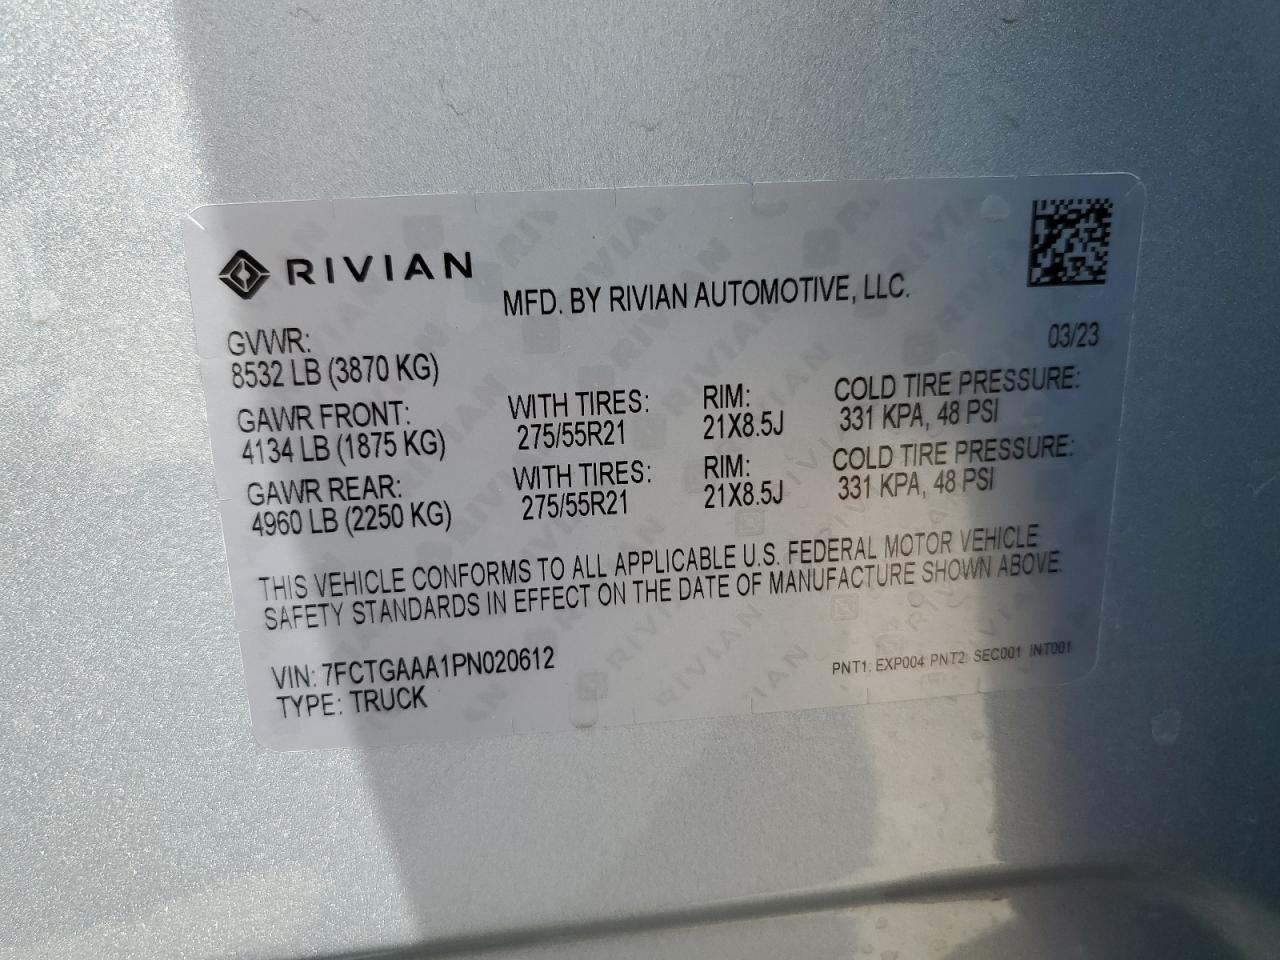 RIVIAN
MFD. BY RIVIAN AUTOMOTIVE, LLC.
03/23
GVWR:
8532 LB (3870 KG)
GAWR FRONT: WITH TIRES: RIM: COLD TIRE PRESSURE:
4134 LB (1875 KG) 275/55R21 21X8.5J 331 KPA, 48 PSI
GAWR REAR: WITH TIRES: RIM: COLD TIRE PRESSURE:
4960 LB (2250 KG) 275/55R21 21X8.5J 331 KPA, 48 PSI
THIS VEHICLE CONFORMS TO ALL APPLICABLE U.S. FEDERAL MOTOR VEHICLE
SAFETY STANDARDS IN EFFECT ON THE DATE OF MANUFACTURE SHOWN ABOVE.
VIN: 7FCTGAAA1PN020612
TYPE: TRUCK
PNT1: EXP004 PNT2: SEC001 INT001